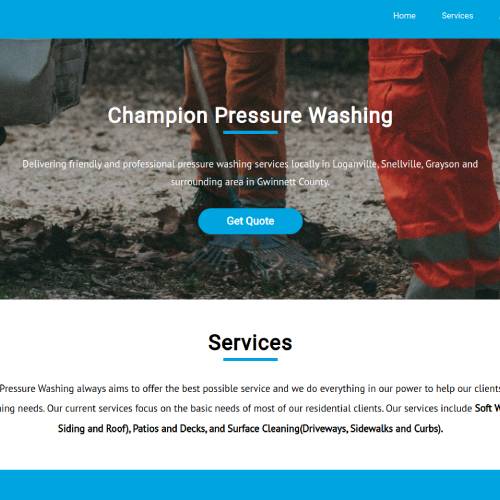 Home Services
Champion Pressure Washing
Delivering friendly and professional pressure washing services locally in Loganville, Snellville, Grayson and
surrounding area in Gwinnett County.
Get Quote
Services
Pressure Washing always aims to offer the best possible service and we do everything in our power to help our clients
needs. Our current services focus on the basic needs of most of our residential clients. Our services include Soft
Siding and Roof), Patios and Decks, and Surface Cleaning(Driveways, Sidewalks and Curbs).